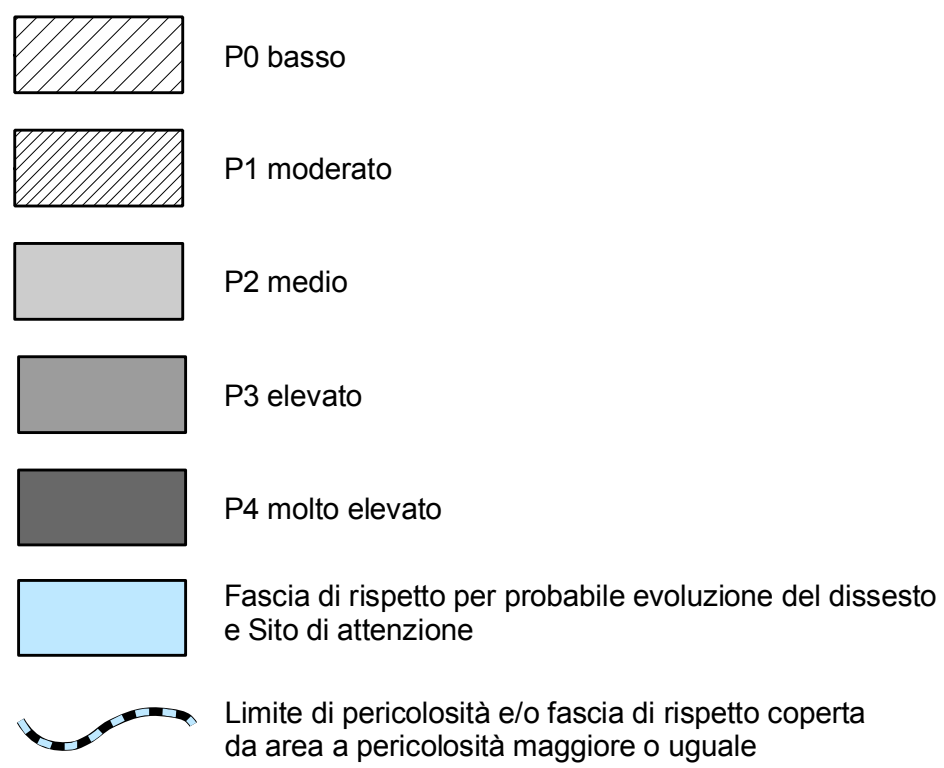 P0 basso
P1 moderato
P2 medio
P3 elevato
P4 molto elevato
Fascia di rispetto per probabile evoluzione del dissesto
e Sito di attenzione
Limite di pericolosità e/o fascia di rispetto coperta
da area a pericolosità maggiore o uguale